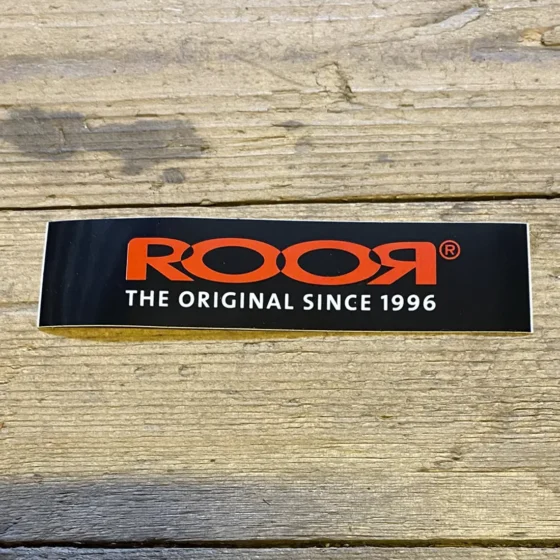 ROOR®
THE ORIGINAL SINCE 1996